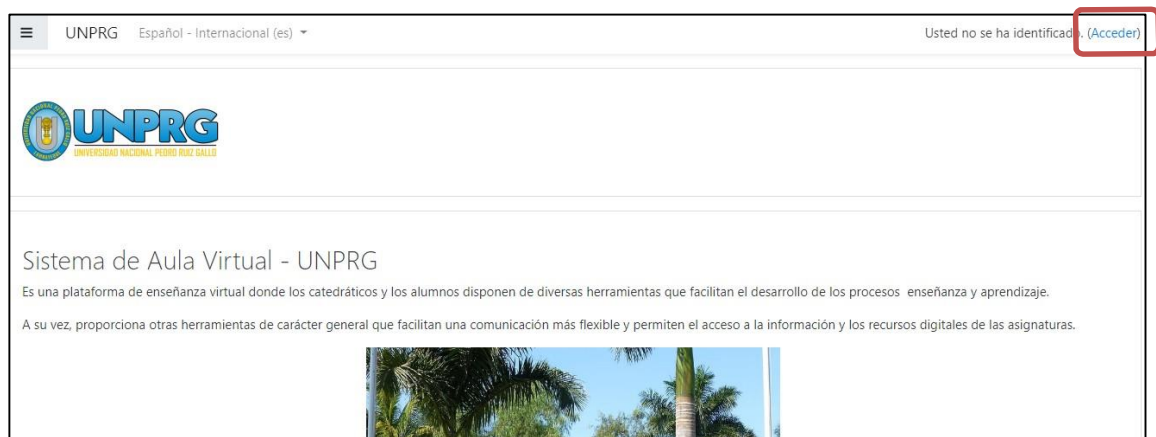 UNPRG Español - Internacional (es)
Usted no se ha identificado. (Acceder)
UNPRG
UNIVERSIDAD NACIONAL PEDRO RUIZ GALLO
Sistema de Aula Virtual - UNPRG
Es una plataforma de enseñanza virtual donde los catedráticos y los alumnos disponen de diversas herramientas que facilitan el desarrollo de los procesos enseñanza y aprendizaje.
A su vez, proporciona otras herramientas de carácter general que facilitan una comunicación más flexible y permiten el acceso a la información y los recursos digitales de las asignaturas.